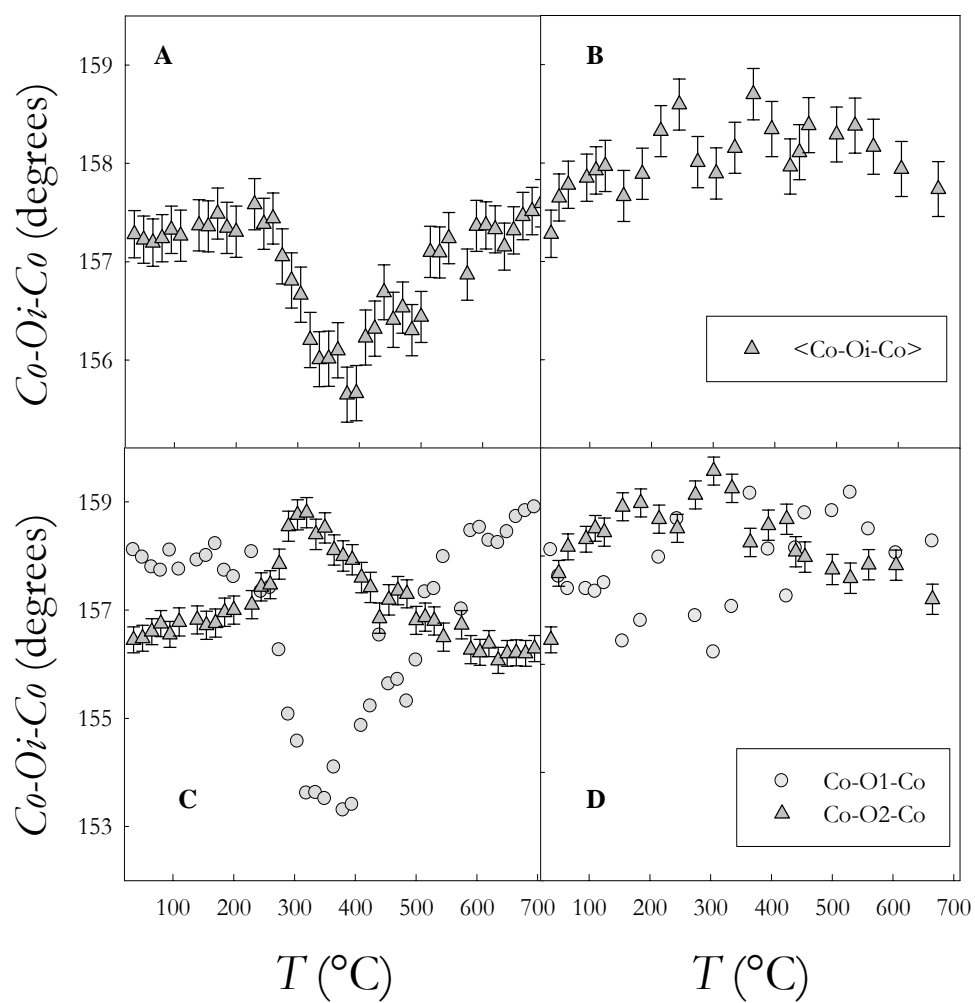 A
B
159
158
157
156
Co-Oi-Co (degrees)
<Co-Oi-Co>
159
157
155
153
Co-Oi-Co (degrees)
C
D
Co-O1-Co
Co-O2-Co
100 200 300 400 500 600 700
100 200 300 400 500 600 700
T (°C)
T (°C)